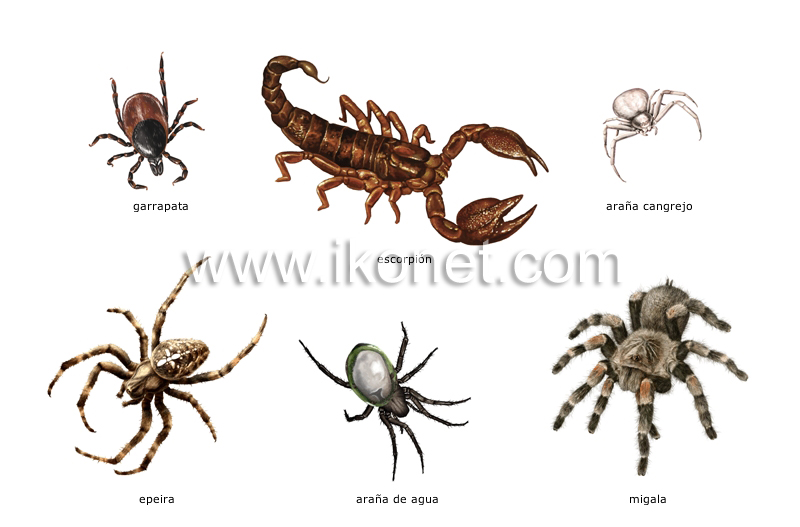 garrapata
escorpión
araña cangrejo
www.ikonet.com
epeira
araña de agua
migala